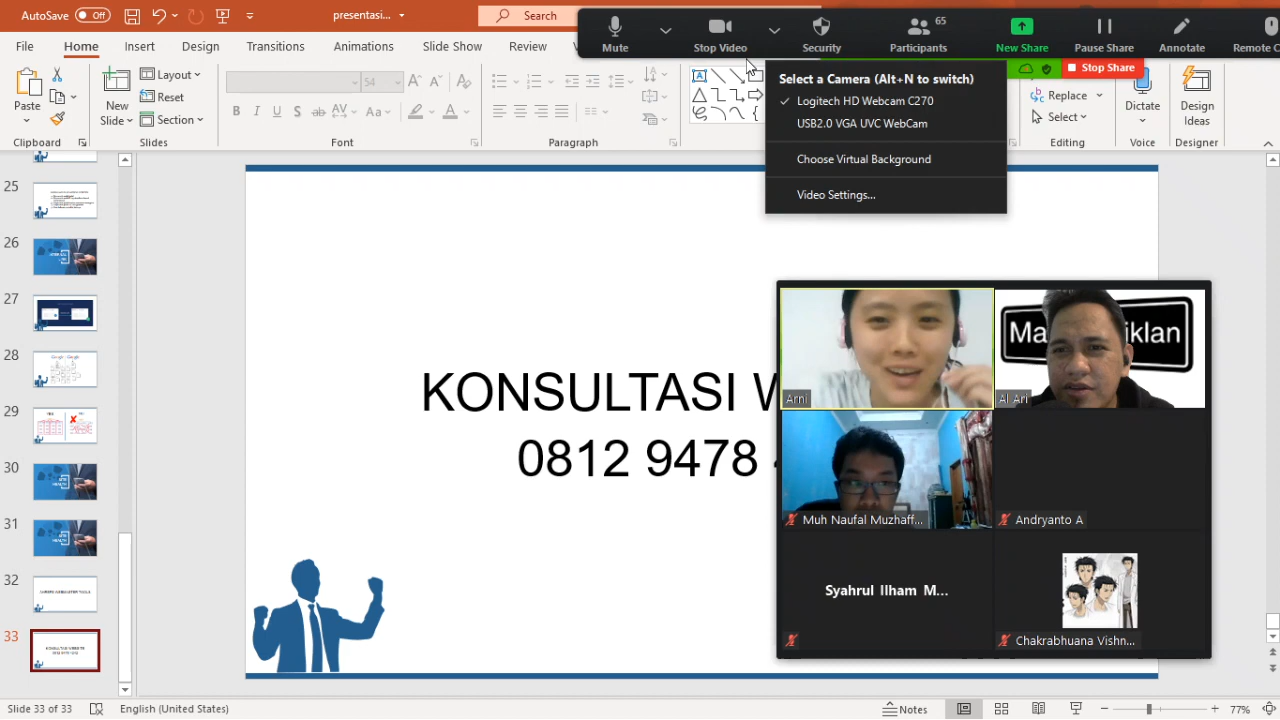 AutoSave
Off
presentasi...
Search
File
Home
Insert
Design
Transitions
Animations
Slide Show
Review
Mute
Stop Video
Security
Participants
65
New Share
Pause Share
Annotate
Remote C
Stop Share
Select a Camera (Alt+N to switch)
Logitech HD Webcam C270
USB2.0 VGA UVC WebCam
Choose Virtual Background
Video Settings...
Paste
Clipboard
New
Slide
Layout
Reset
Section
Slides
54
Font
Paragraph
Replace
Select
Editing
Dictate
Voice
Design
Ideas
Designer
25
26
27
28
29
30
31
32
33
KONSULTASI W
0812 9478
Arni
Ma iklan
Al Ari
Muh Naufal Muzhaff...
Andryanto A
Syahrul Ilham M...
Chakrabhuana Vishn...
Slide 33 of 33
English (United States)
Notes
77%